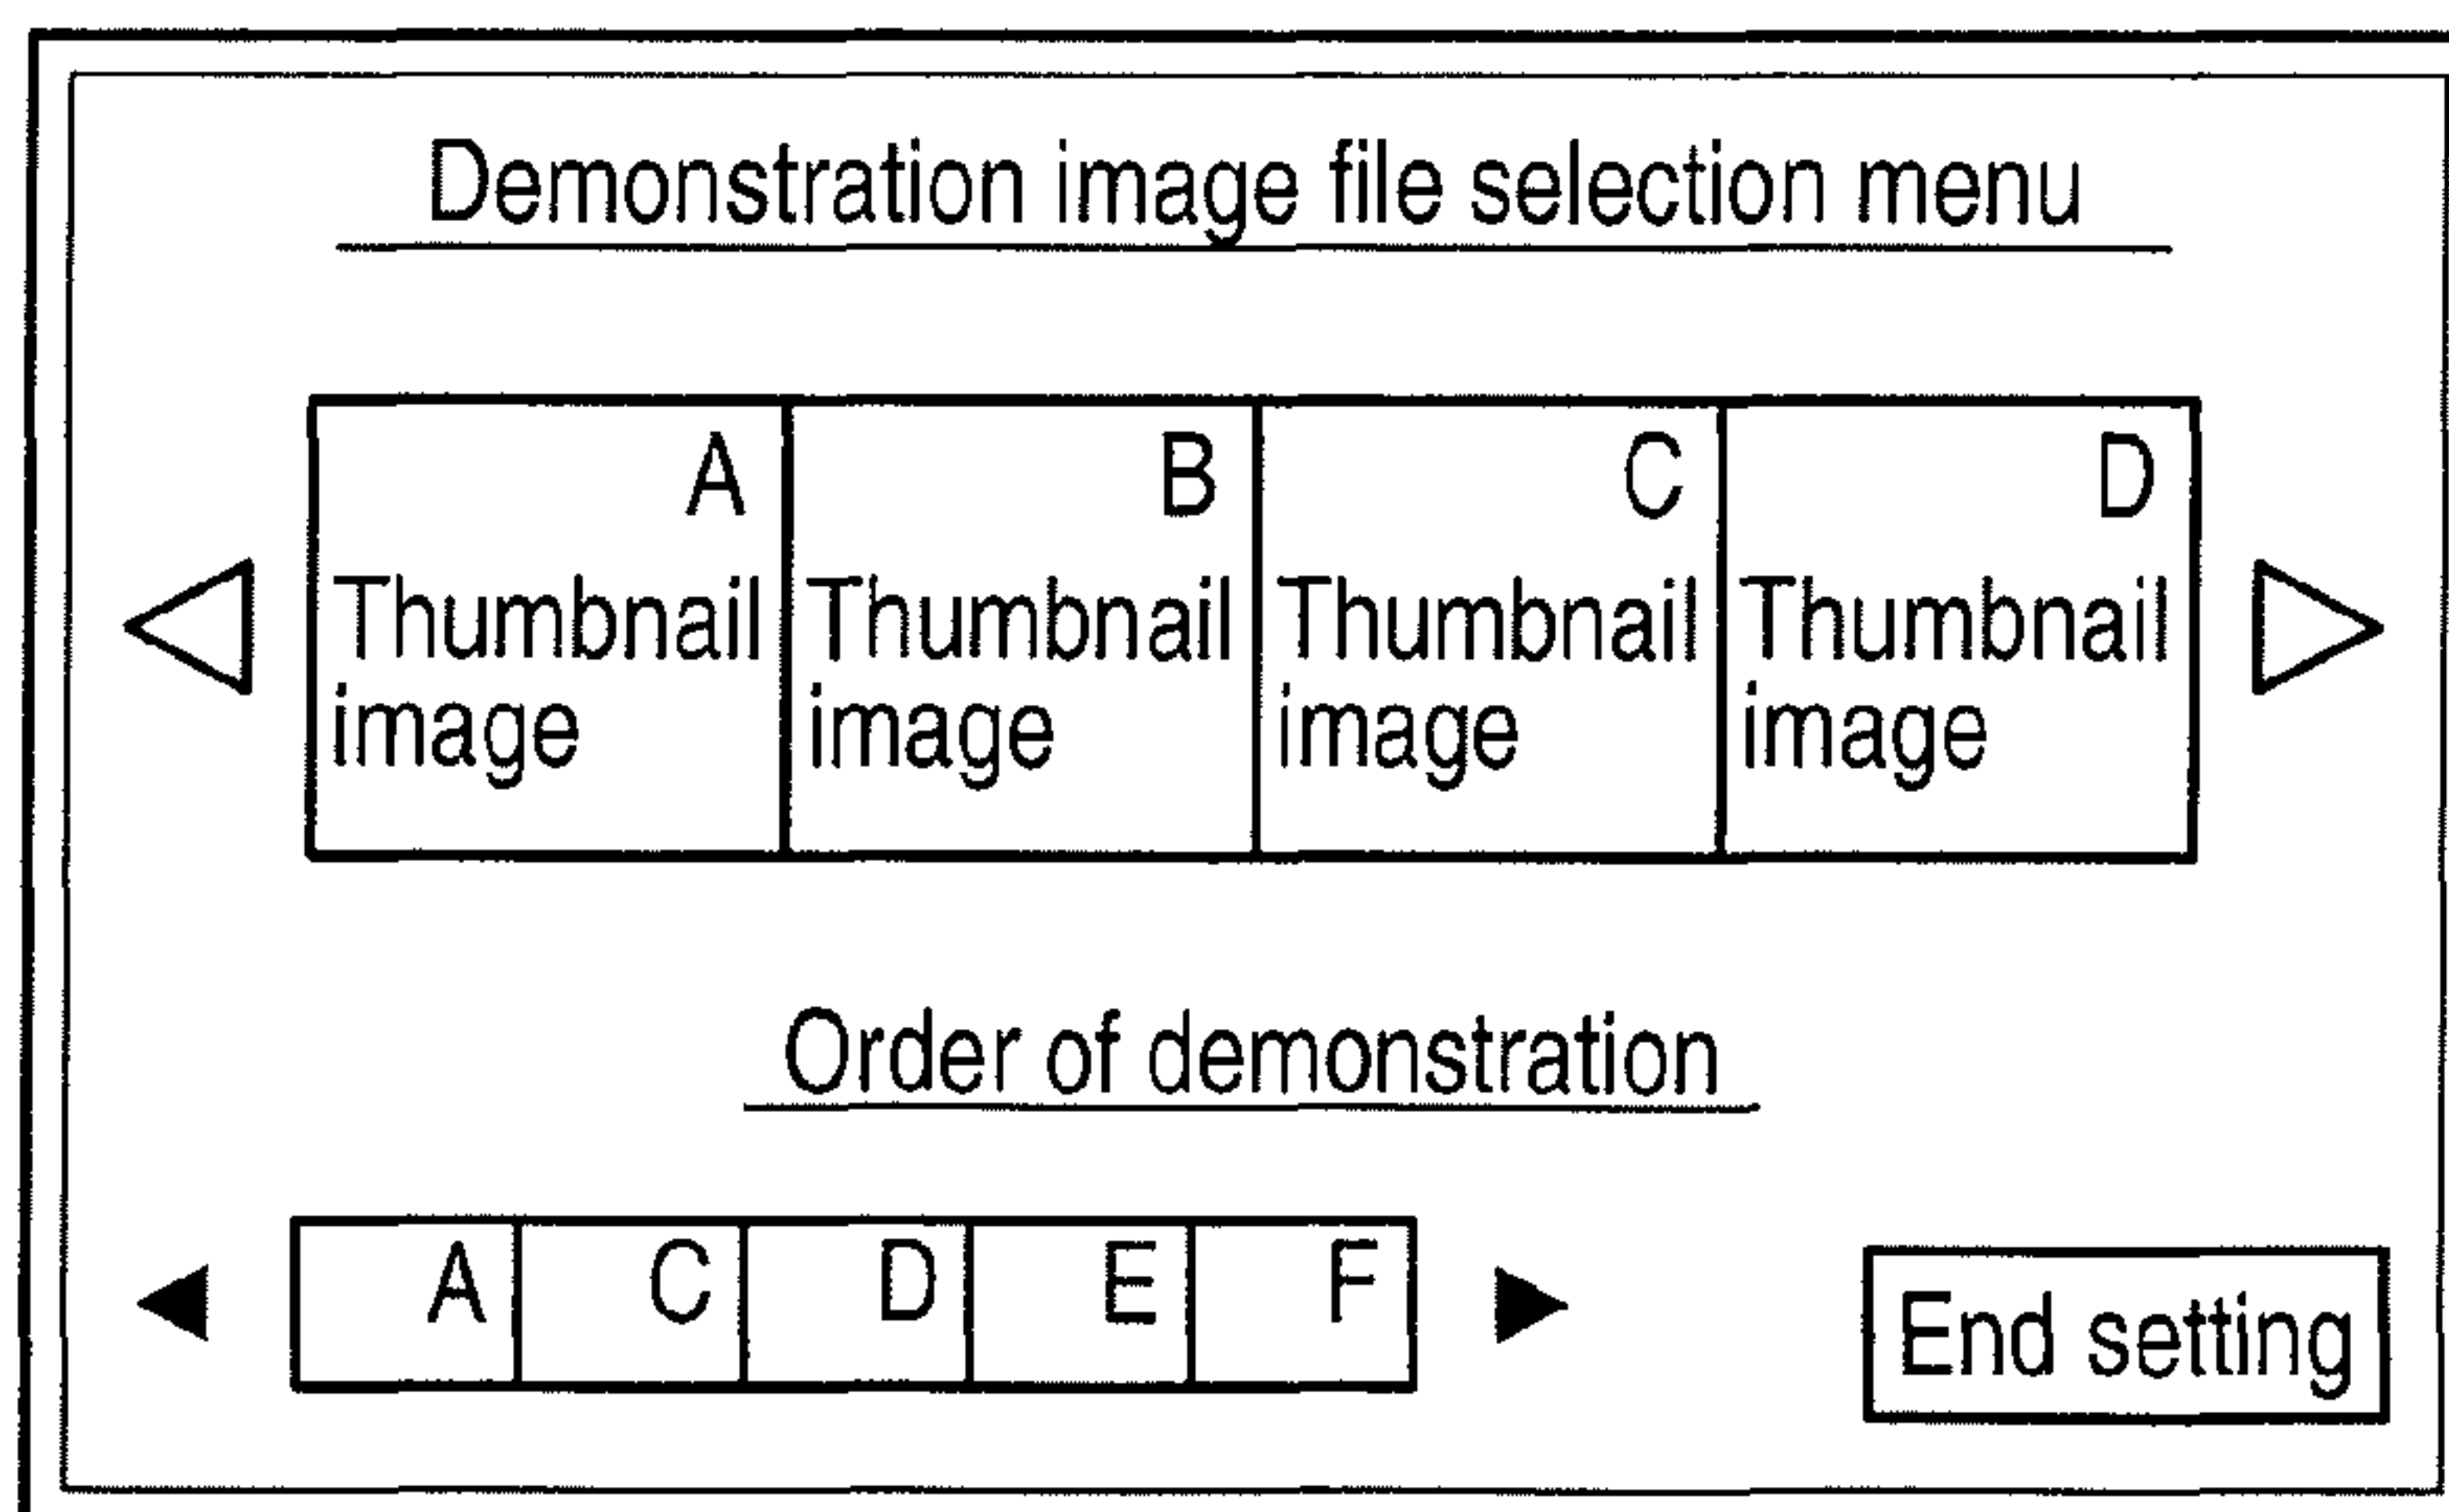 Demonstration image file selection menu
A B C D
Thumbnail Thumbnail Thumbnail Thumbnail
image image image image
Order of demonstration
A C D E F
End setting